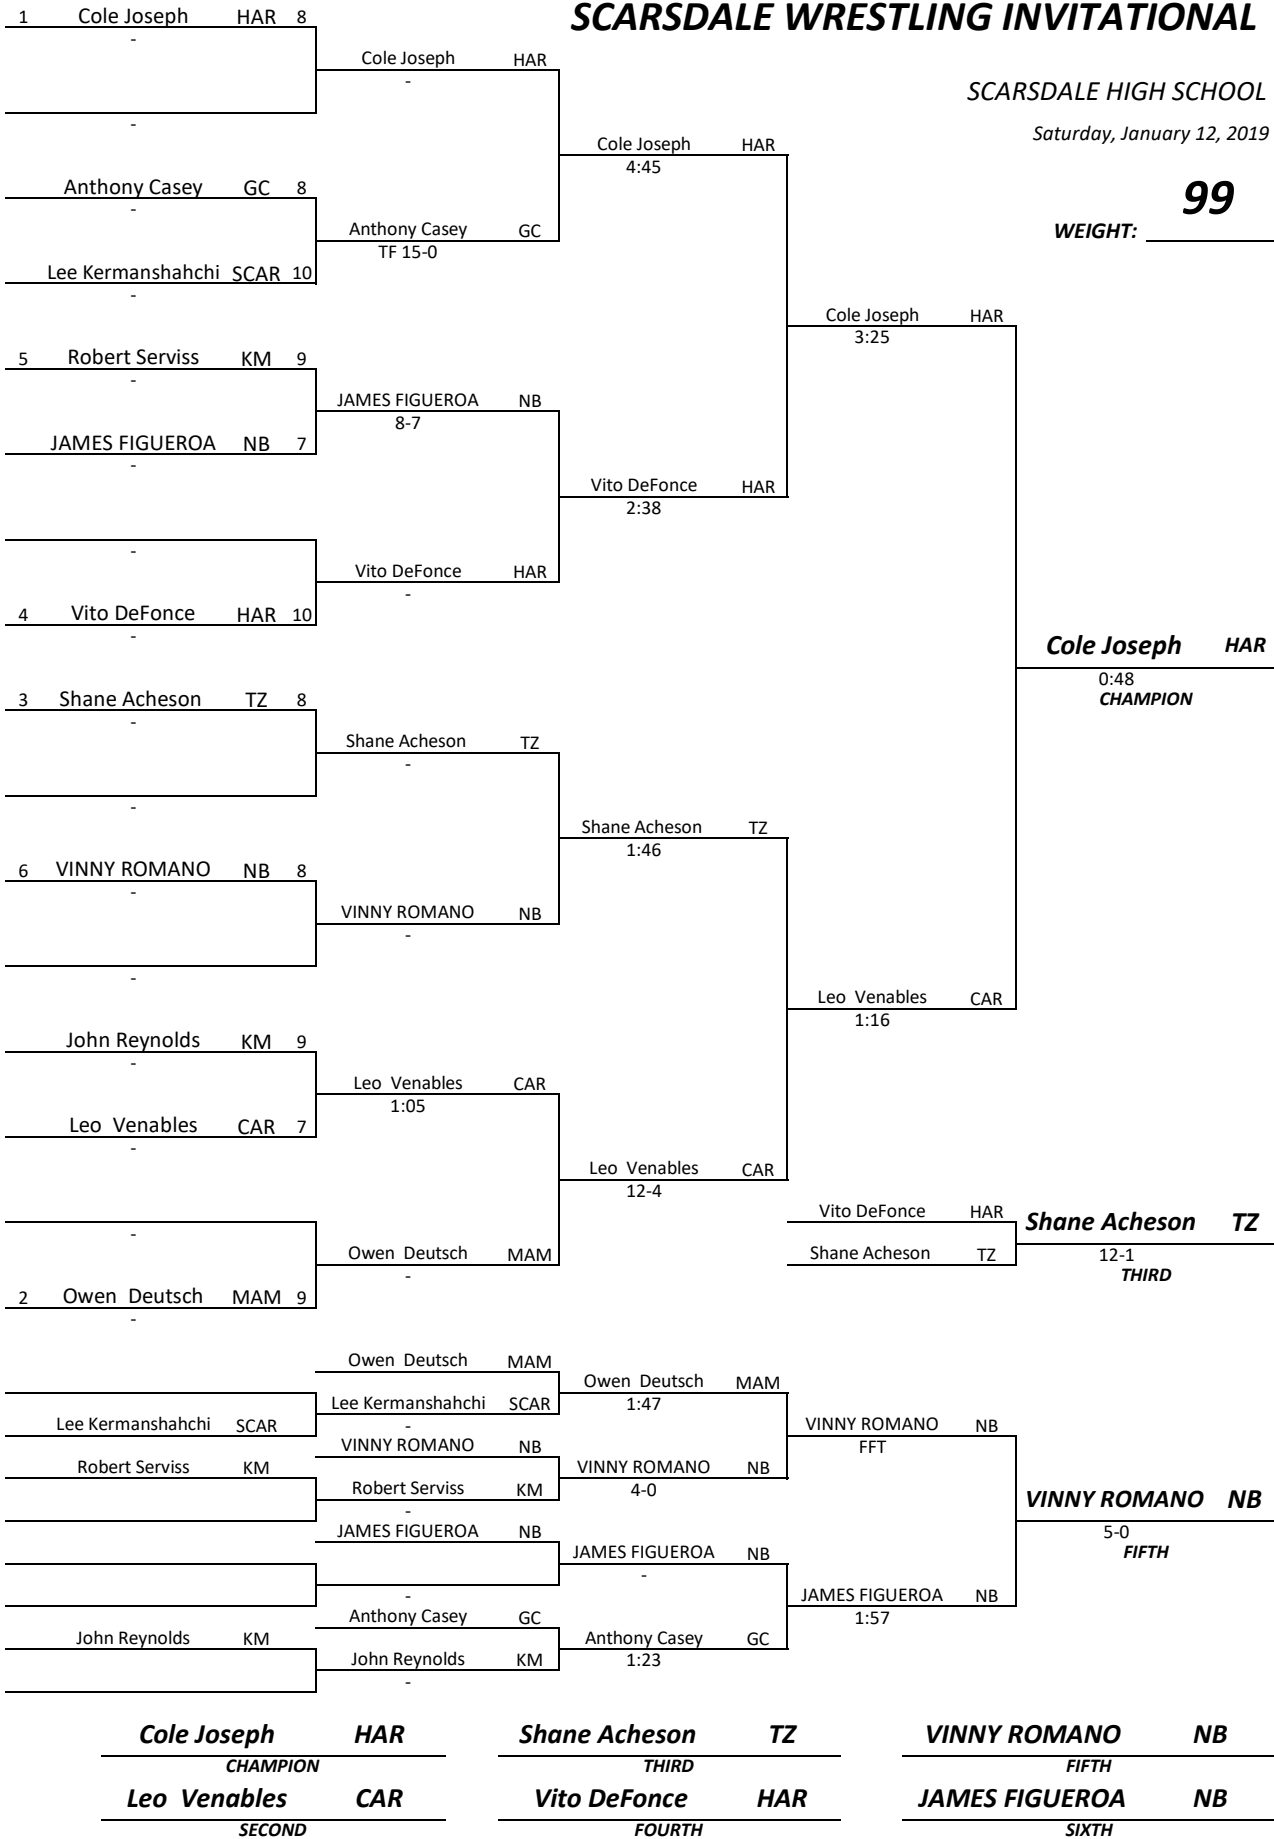 SCARSDALE WRESTLING INVITATIONAL
SCARSDALE HIGH SCHOOL
Saturday, January 12, 2019
99
WEIGHT:
1 Cole Joseph HAR 8
-
-
Anthony Casey GC 8
-
Lee Kermanshahchi SCAR 10
-
5 Robert Serviss KM 9
-
JAMES FIGUEROA NB 7
-
-
4 Vito DeFonce HAR 10
-
3 Shane Acheson TZ 8
-
-
6 VINNY ROMANO NB 8
-
-
John Reynolds KM 9
-
Leo Venables CAR 7
-
-
2 Owen Deutsch MAM 9
-
Cole Joseph HAR
-
Anthony Casey GC
TF 15-0
JAMES FIGUEROA NB
8-7
Vito DeFonce HAR
-
Shane Acheson TZ
-
VINNY ROMANO NB
-
Leo Venables CAR
1:05
Owen Deutsch MAM
-
Cole Joseph HAR
4:45
Vito DeFonce HAR
2:38
Shane Acheson TZ
1:46
Leo Venables CAR
12-4
Cole Joseph HAR
3:25
Leo Venables CAR
1:16
Cole Joseph HAR
0:48
CHAMPION
Vito DeFonce HAR
Shane Acheson TZ
Shane Acheson TZ
12-1
THIRD
Lee Kermanshahchi SCAR
Robert Serviss KM
John Reynolds KM
Owen Deutsch MAM
Lee Kermanshahchi SCAR
-
VINNY ROMANO NB
Robert Serviss KM
-
JAMES FIGUEROA NB
-
Anthony Casey GC
John Reynolds KM
-
Owen Deutsch MAM
1:47
VINNY ROMANO NB
4-0
JAMES FIGUEROA NB
-
Anthony Casey GC
1:23
VINNY ROMANO NB
FFT
JAMES FIGUEROA NB
1:57
VINNY ROMANO NB
5-0
FIFTH
Cole Joseph HAR
CHAMPION
Shane Acheson TZ
THIRD
VINNY ROMANO NB
FIFTH
Leo Venables CAR
SECOND
Vito DeFonce HAR
FOURTH
JAMES FIGUEROA NB
SIXTH